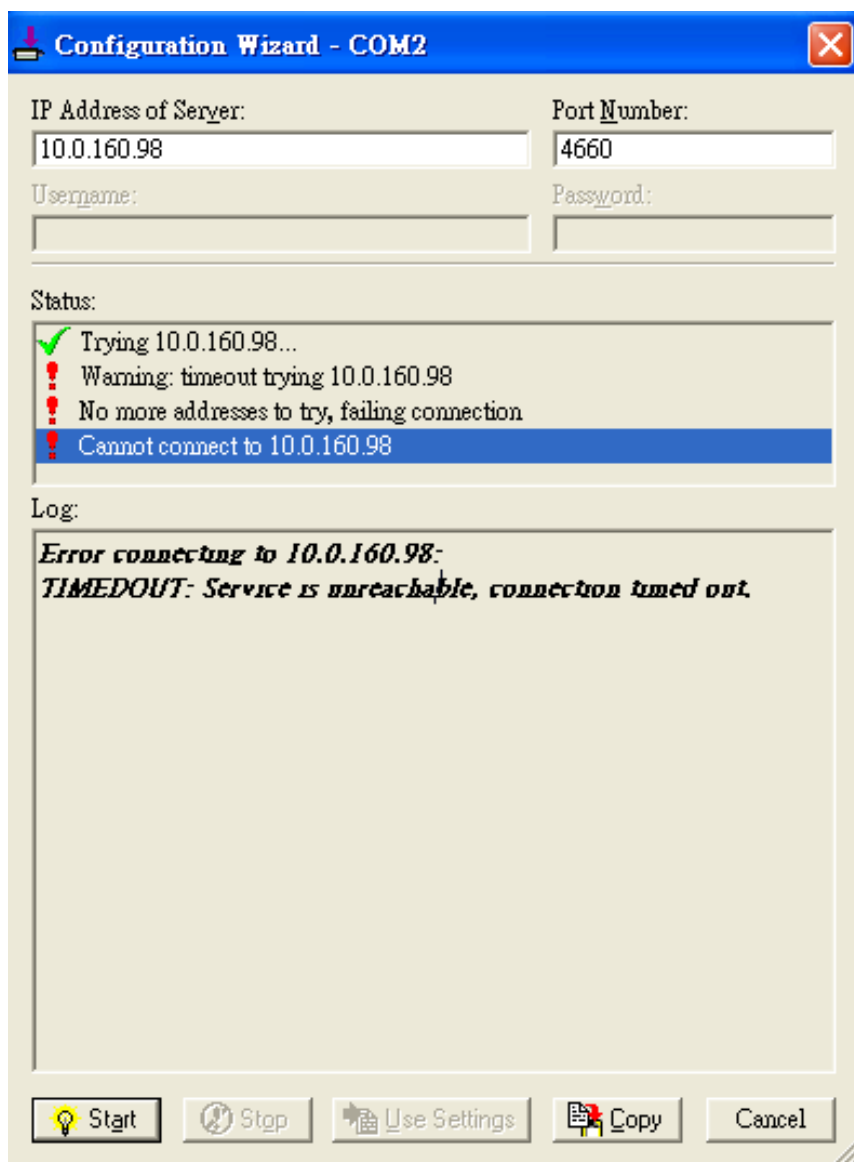 Configuration Wizard - COM2
IP Address of Server: Port Number:
10.0.160.98 4660
Username: Password:
Status:
Trying 10.0.160.98...
Warning: timeout trying 10.0.160.98
No more addresses to try, failing connection
Cannot connect to 10.0.160.98
Log:
Error connecting to 10.0.160.98:
TIMEDOUT: Service is unreachable, connection timed out.
Start Stop Use Settings Copy Cancel